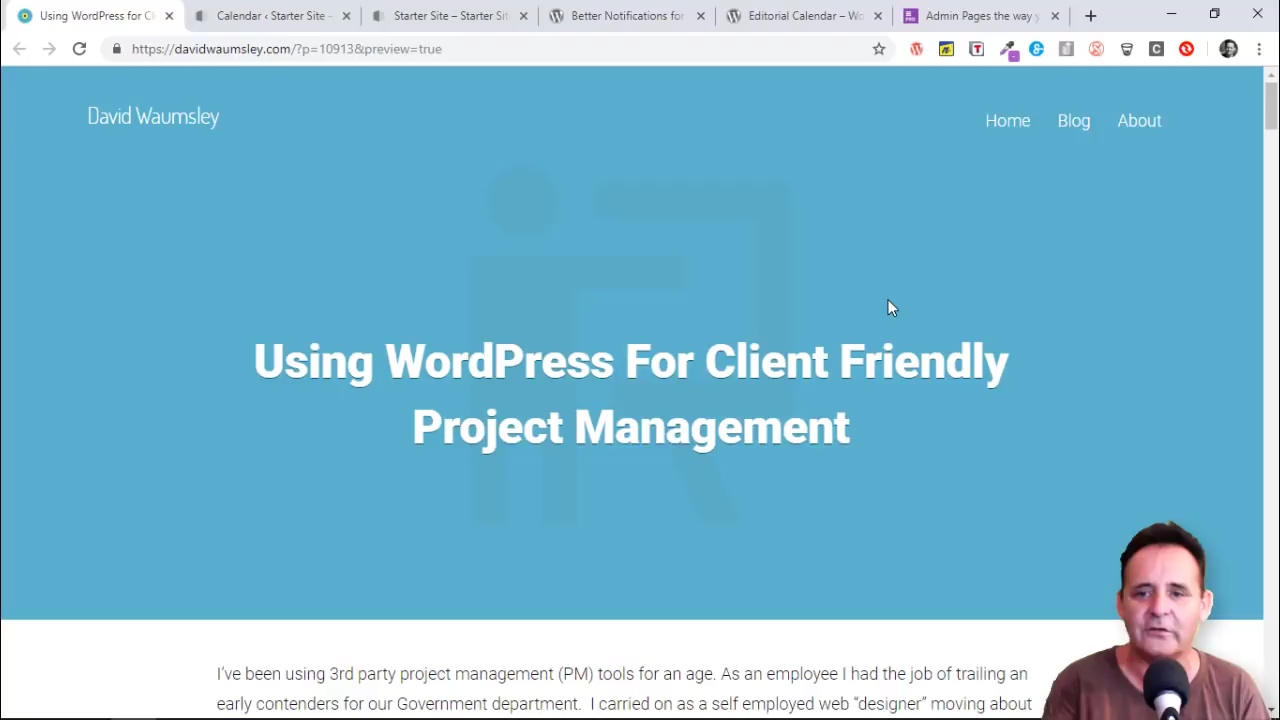 Using WordPress for Cl
Calendar ‹ Starter Site –
Starter Site – Starter Sit
Better Notifications for
Editorial Calendar – Wo
Admin Pages the way y
https://davidwaumsley.com/?p=10913&preview=true
David Waumsley
Home Blog About
Using WordPress For Client Friendly
Project Management
I've been using 3rd party project management (PM) tools for an age. As an employee I had the job of trailing an
early contenders for our Government department. I carried on as a self employed web “designer” moving about